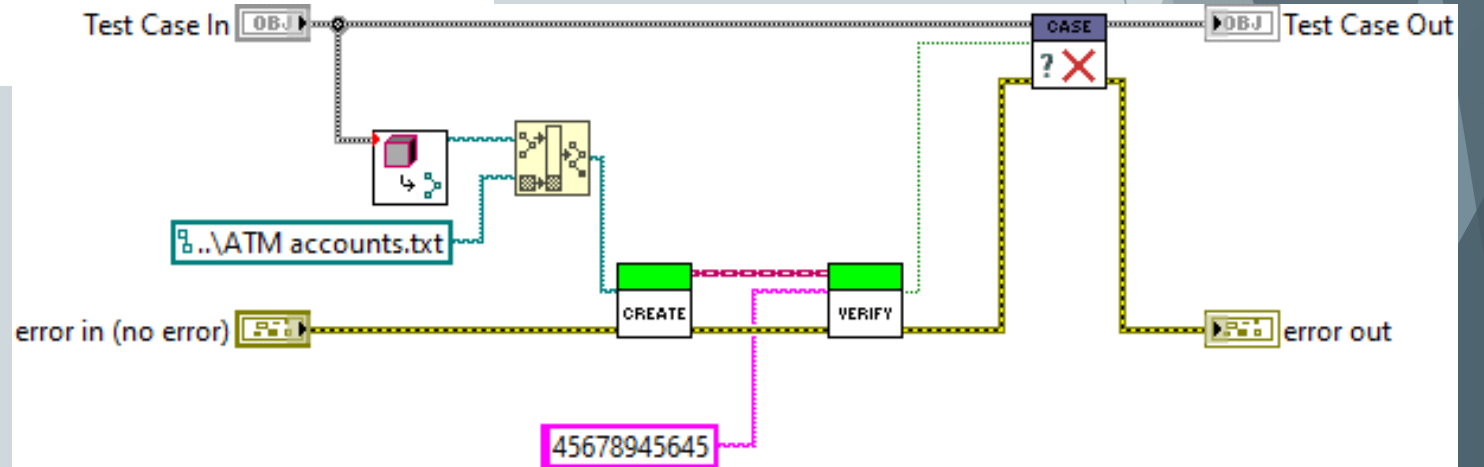 Test Case In
OBJ
CASE
?
OBJ
Test Case Out
..\ATM accounts.txt
CREATE
VERIFY
error in (no error)
error out
45678945645